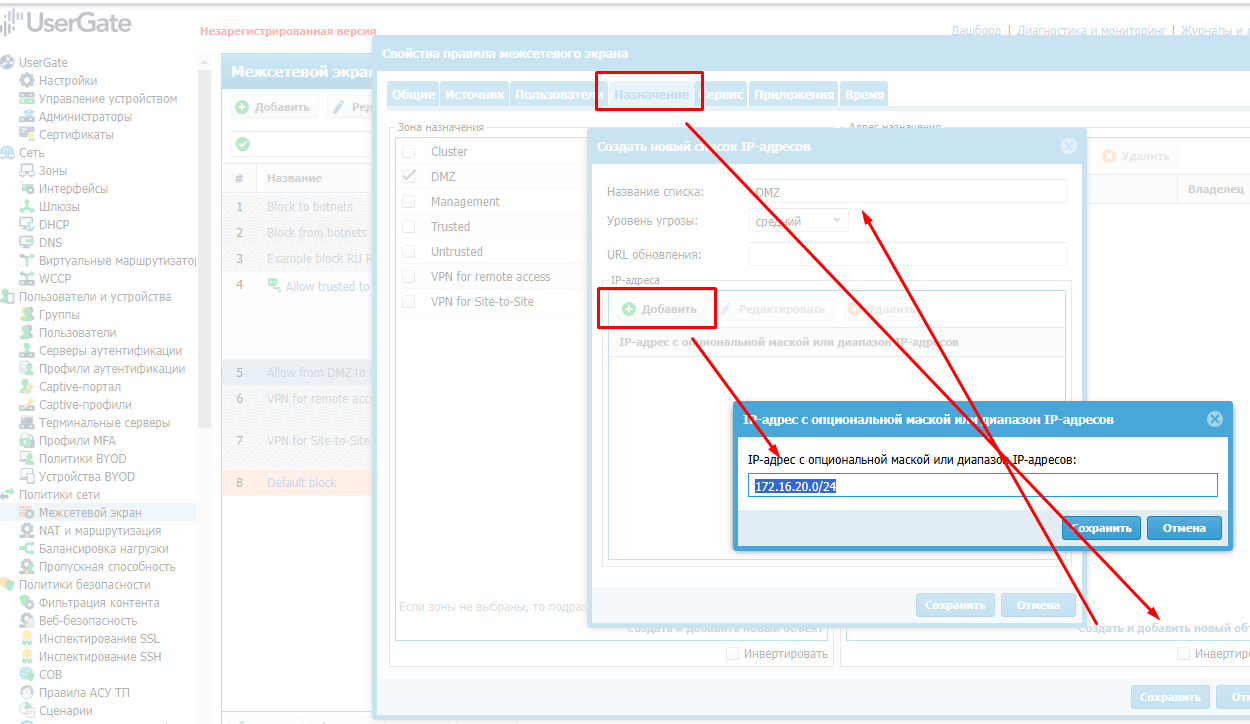 UserGate
Незарегистрированная версия
Дашборд | Диагностика и мониторинг | Журналы и
UserGate
Настройки
Управление устройством
Администраторы
Сертификаты
Сеть
Зоны
Интерфейсы
Шлюзы
DHCP
DNS
Виртуальные маршрутизатор
WCCP
Пользователи и устройства
Группы
Пользователи
Серверы аутентификации
Профили аутентификации
Captive-портал
Captive-профили
Терминальные серверы
Профили MFA
Политики BYOD
Устройства BYOD
Политики сети
Межсетевой экран
NAT и маршрутизация
Балансировка нагрузки
Пропускная способность
Политики безопасности
Фильтрация контента
Веб-безопасность
Инспектирование SSL
Инспектирование SSH
СОВ
Правила АСУ ТП
Сценарии
Межсетевой экран
Добавить Ред
# Название
1 Block to botnets
2 Block from botnets
3 Example block RU R
4 Allow trusted to
5 Allow from DMZ to
6 VPN for remote acc
7 VPN for Site-to-Site
8 Default block
Свойства правила межсетевого экрана
Общие Источник Пользователи Назначение Сервис Приложения Время
Зона назначения
Cluster
DMZ
Management
Trusted
Untrusted
VPN for remote access
VPN for Site-to-Site
Если зоны не выбраны, то подраз
Создать и добавить новый объект
Инвертировать
Адрес назначения
Удалить
Владелец
Создать и добавить новый об
Инвертиро
Сохранить От
Создать новый список IP-адресов
Название списка: DMZ
Уровень угрозы: средний
URL обновления:
IP-адреса
Добавить Редактировать Удалить
IP-адрес с опциональной маской или диапазон IP-адресов
Сохранить Отмена
IP-адрес с опциональной маской или диапазон IP-адресов
IP-адрес с опциональной маской или диапазон IP-адресов:
172.16.20.0/24
Сохранить Отмена